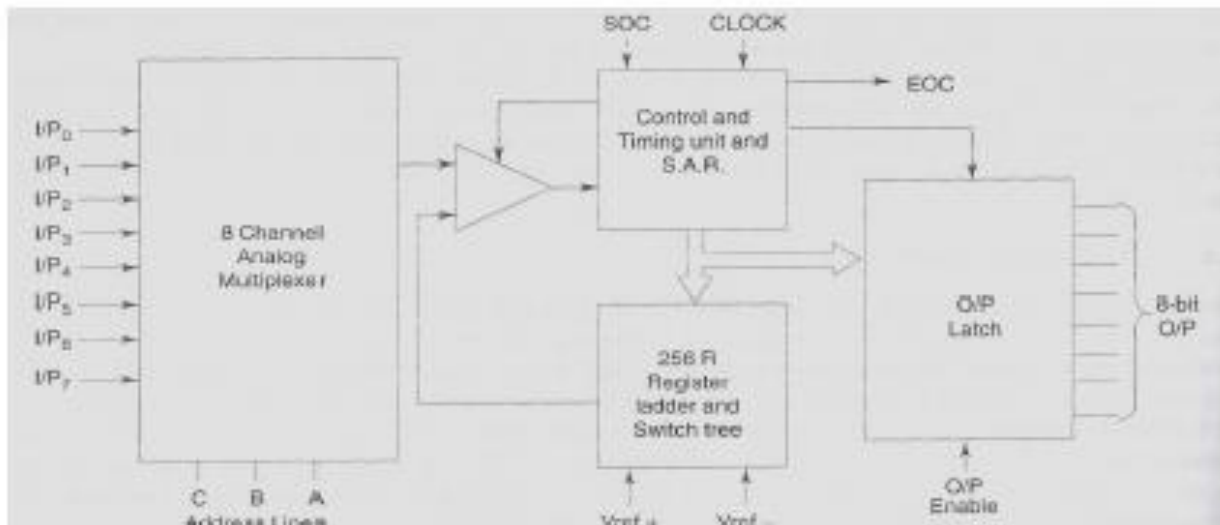 SOC CLOCK
EOC
I/P0
I/P1
I/P2
I/P3
I/P4
I/P5
I/P6
I/P7
8 Channel
Analog
Multiplexer
Control and
Timing unit and
S.A.R.
O/P
Latch
8-bit
O/P
256 R
Register
ladder and
Switch tree
C B A
Address Lines
Vref + Vref –
O/P
Enable